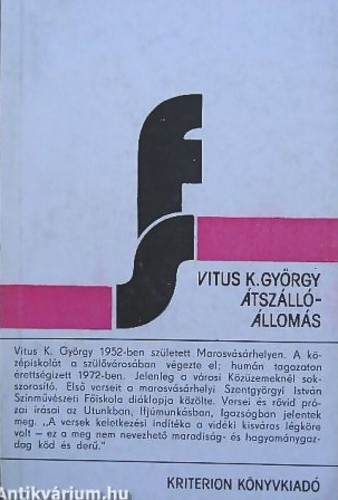 fs
VITUS K. GYÖRGY
ÁTSZÁLLÓ-
ÁLLOMÁS
Vitus K. György 1952-ben született Marosvásárhelyen. A kö-
zépiskolát a szülővárosában végezte el; humán tagozaton
érettségizett 1972-ben. Jelenleg a városi Közüzemeknél sok-
szorosító. Első verseit a marosvásárhelyi Szentgyörgyi István
Színművészeti Főiskola diáklapja közölte. Versei és rövid pró-
zai írásai az Utunkban, Ifjúmunkásban, Igazságban jelentek
meg. „A versek keletkezési indítéka a vidéki kisváros légköre
volt – ez a meg nem nevezhető maradiság- és hagyománygaz-
dag köd és derű."
KRITERION KÖNYVKIADÓ
Antikvárium.hu